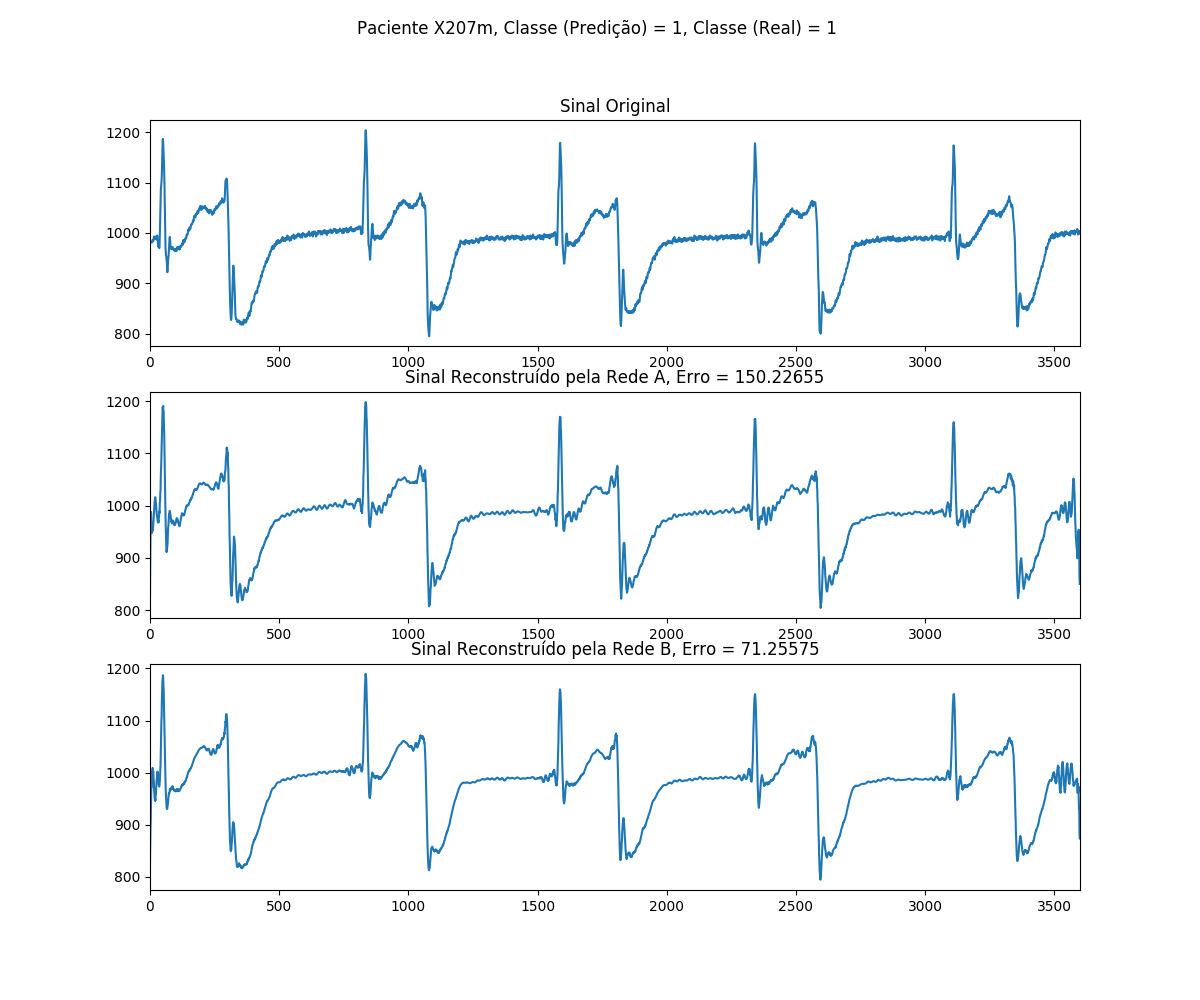 Paciente X207m, Classe (Predição) = 1, Classe (Real) = 1
Sinal Original
1200
1100
1000
900
800
0 500 1000 1500 2000 2500 3000 3500
Sinal Reconstruído pela Rede A, Erro = 150.22655
1200
1100
1000
900
800
0 500 1000 1500 2000 2500 3000 3500
Sinal Reconstruído pela Rede B, Erro = 71.25575
1200
1100
1000
900
800
0 500 1000 1500 2000 2500 3000 3500